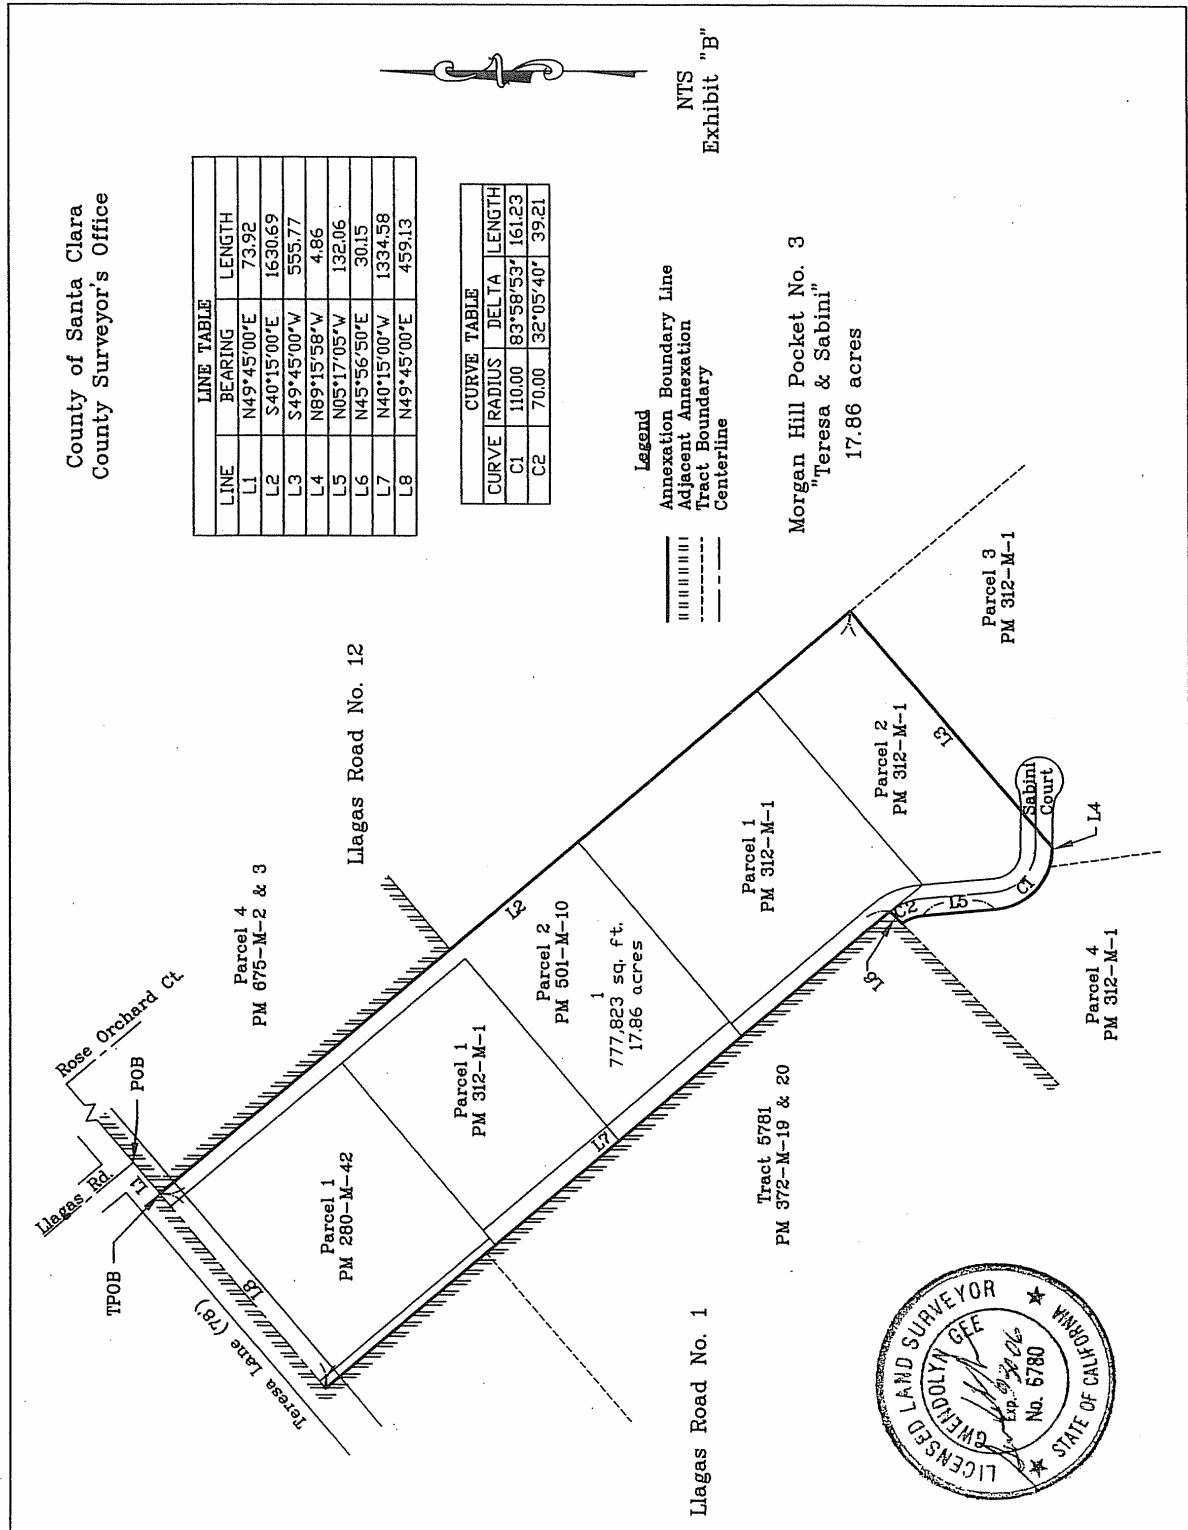 County of Santa Clara
County Surveyor's Office
LINE TABLE
LINE BEARING LENGTH
L1 N49°45'00"E 73.92
L2 S40°15'00"E 1630.69
L3 S49°45'00"W 555.77
L4 N89°15'58"W 4.86
L5 N05°17'05"W 132.06
L6 N45°56'50"E 30.15
L7 N40°15'00"W 1334.58
L8 N49°45'00"E 459.13
CURVE TABLE
CURVE RADIUS DELTA LENGTH
C1 110.00 83°58'53" 161.23
C2 70.00 32°05'40" 39.21
NTS
Exhibit "B"
Legend
Annexation Boundary Line
Adjacent Annexation
Tract Boundary
Centerline
Morgan Hill Pocket No. 3
"Teresa & Sabini"
17.86 acres
Rose Orchard Ct.
POB
Llagas Rd.
L1
TPOB
Teresa Lane (78')
L8
Parcel 4
PM 675-M-2 & 3
Llagas Road No. 12
L2
Parcel 1
PM 280-M-42
Parcel 1
PM 312-M-1
Parcel 2
PM 501-M-10
1
777,823 sq. ft.
17.86 acres
L7
Parcel 1
PM 312-M-1
Parcel 2
PM 312-M-1
L3
Parcel 3
PM 312-M-1
Sabini
Court
L4
C1
L5
C2
L6
Parcel 4
PM 312-M-1
Tract 5781
PM 372-M-19 & 20
Llagas Road No. 1
LICENSED LAND SURVEYOR
GWENDOLYN GEE
Exp.
No. 6780
STATE OF CALIFORNIA